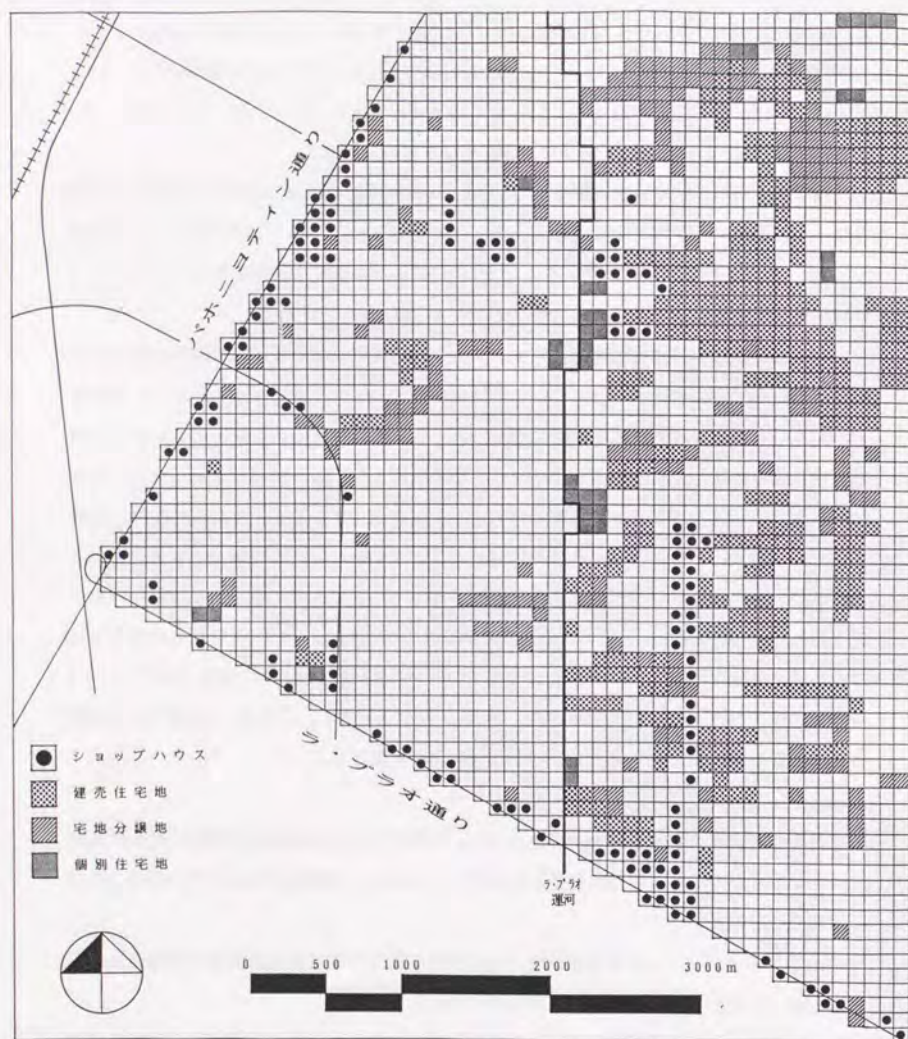 パホニヨティン通り
ラ・プラオ通り
ショップハウス
建売住宅地
宅地分譲地
個別住宅地
ラ・プラオ
運河
0 500 1000 2000 3000m